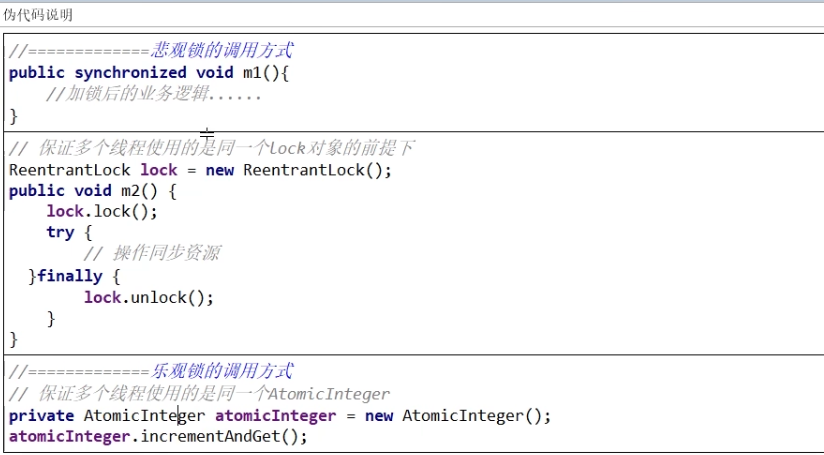 伪代码说明
//=============悲观锁的调用方式
public synchronized void m1(){
//加锁后的业务逻辑......
}
// 保证多个线程使用的是同一个lock对象的前提下
ReentrantLock lock = new ReentrantLock();
public void m2() {
lock.lock();
try {
// 操作同步资源
}finally {
lock.unlock();
}
}
//=============乐观锁的调用方式
// 保证多个线程使用的是同一个AtomicInteger
private AtomicInteger atomicInteger = new AtomicInteger();
atomicInteger.incrementAndGet();